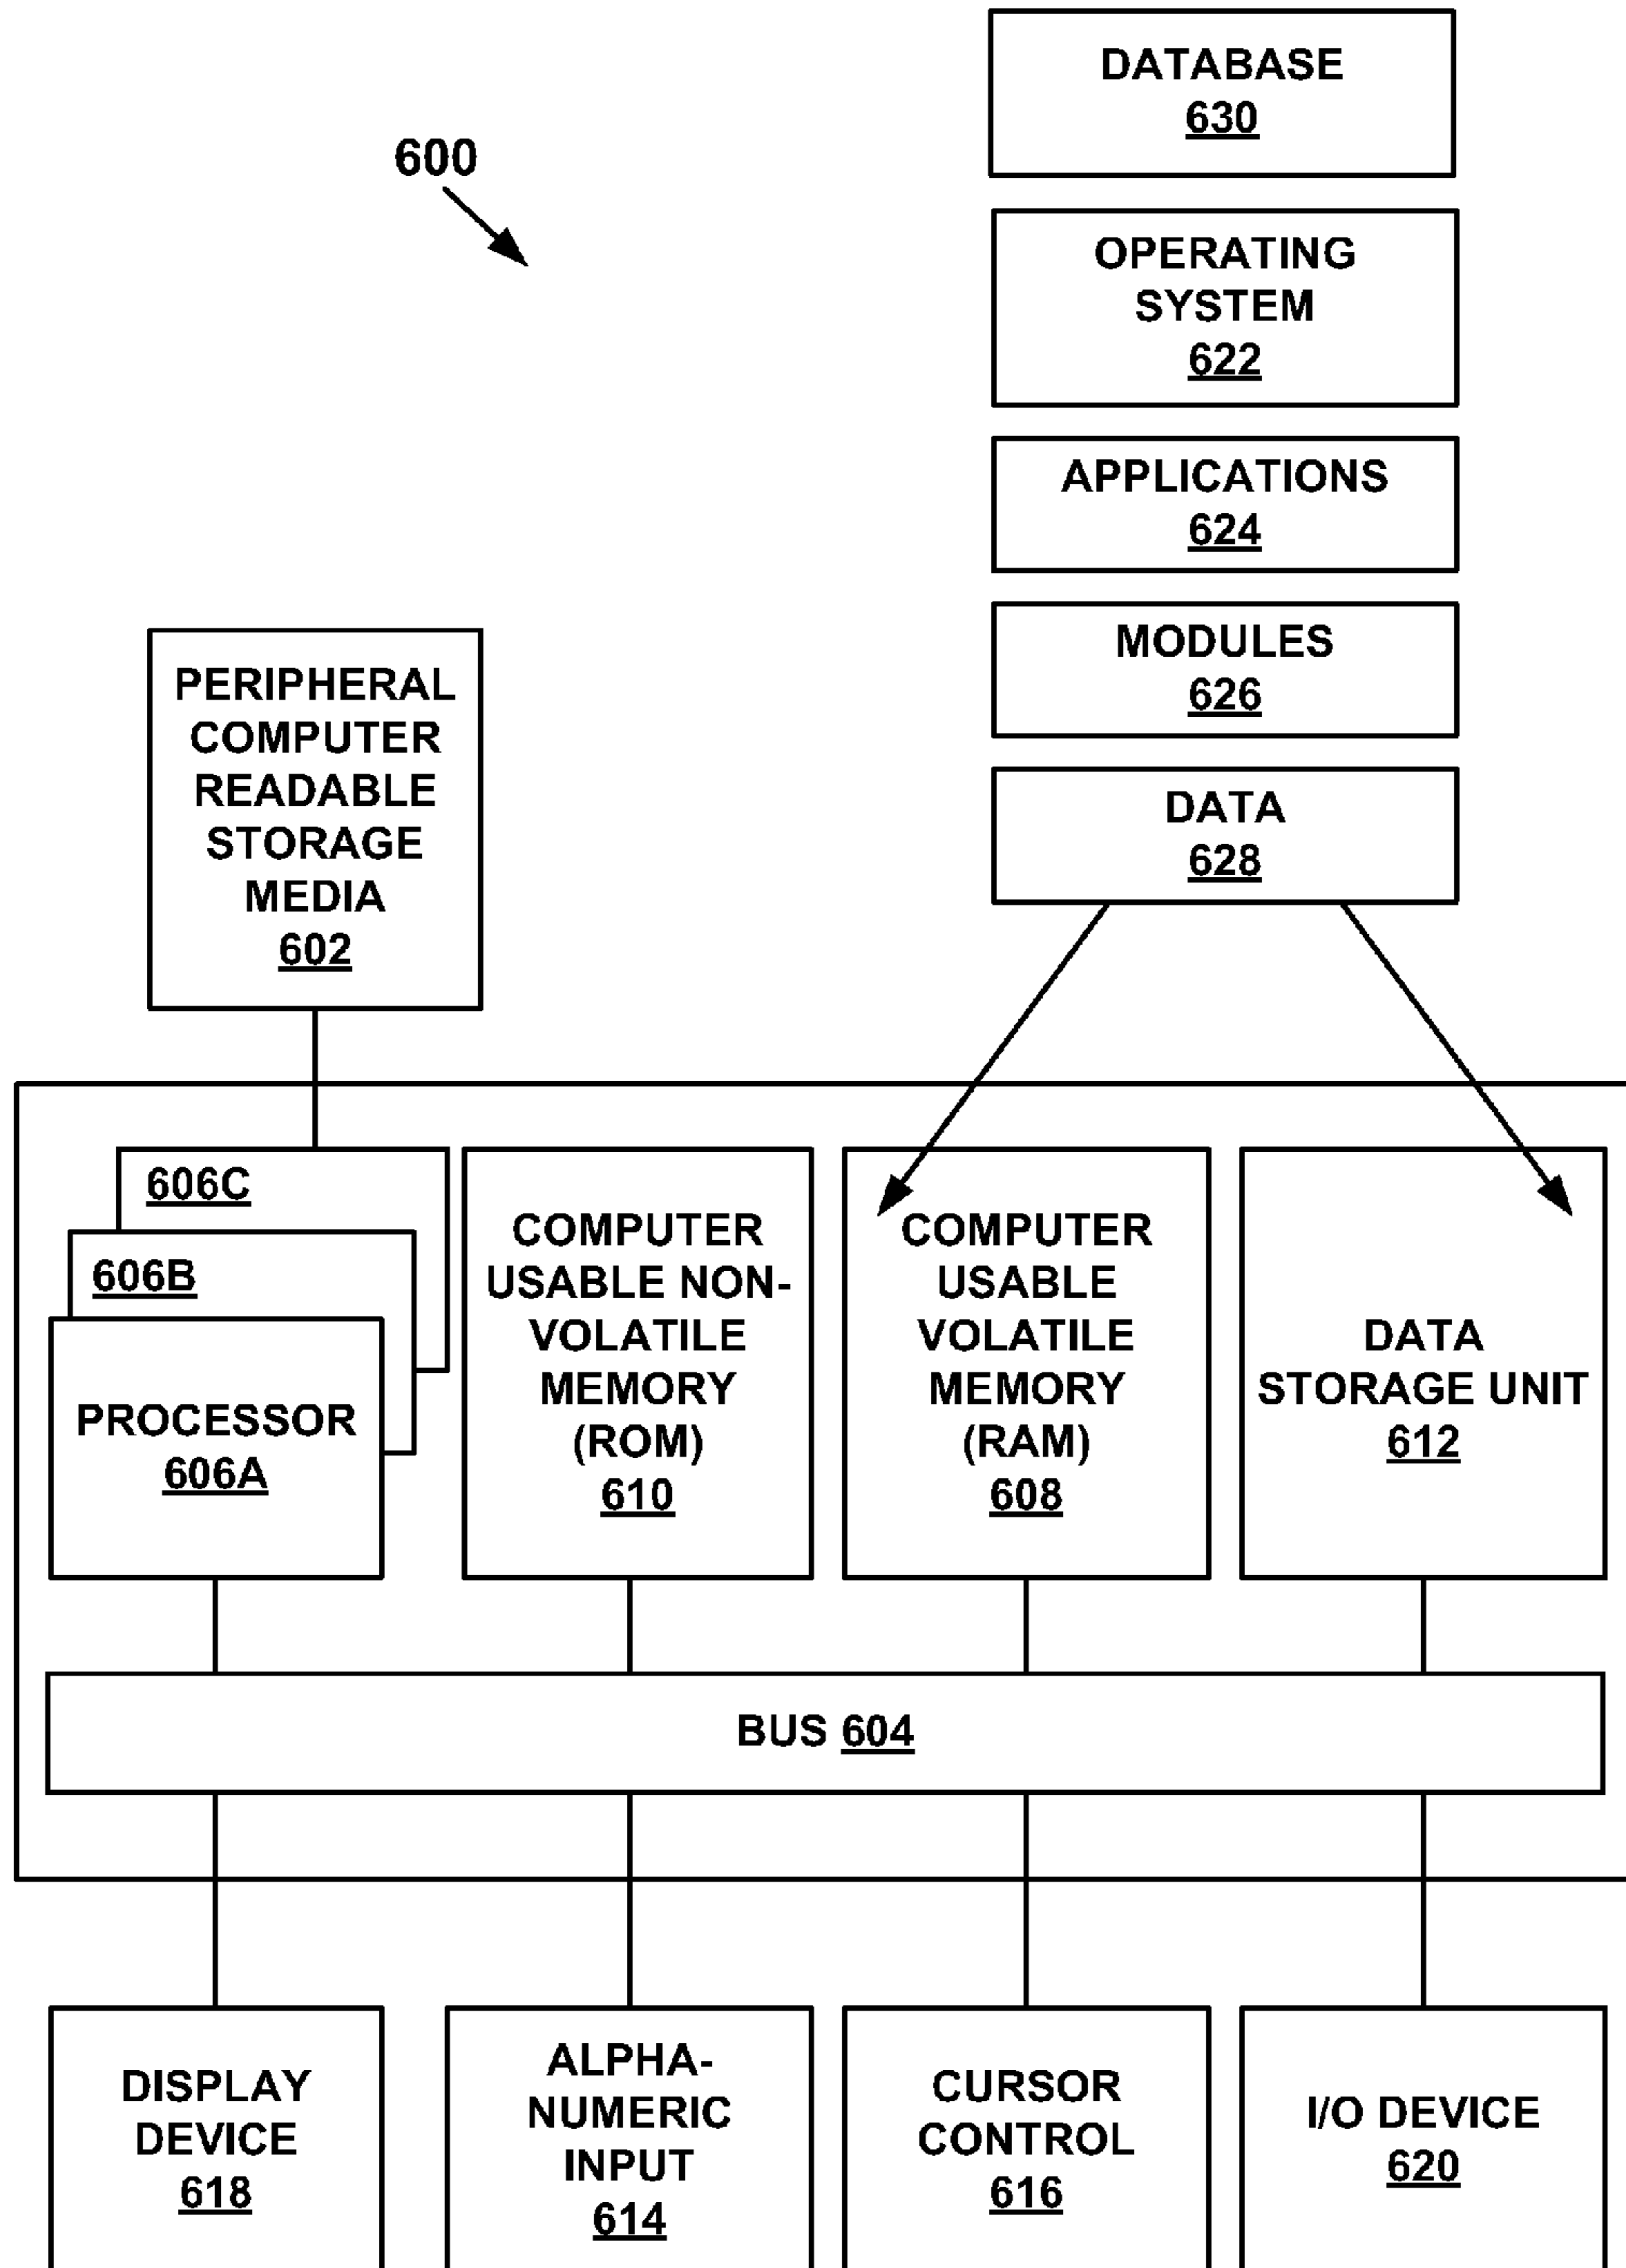 DATABASE
630
600
OPERATING
SYSTEM
622
APPLICATIONS
624
MODULES
626
DATA
628
PERIPHERAL
COMPUTER
READABLE
STORAGE
MEDIA
602
606C
606B
PROCESSOR
606A
COMPUTER
USABLE NON-
VOLATILE
MEMORY
(ROM)
610
COMPUTER
USABLE
VOLATILE
MEMORY
(RAM)
608
DATA
STORAGE UNIT
612
BUS 604
DISPLAY
DEVICE
618
ALPHA-
NUMERIC
INPUT
614
CURSOR
CONTROL
616
I/O DEVICE
620